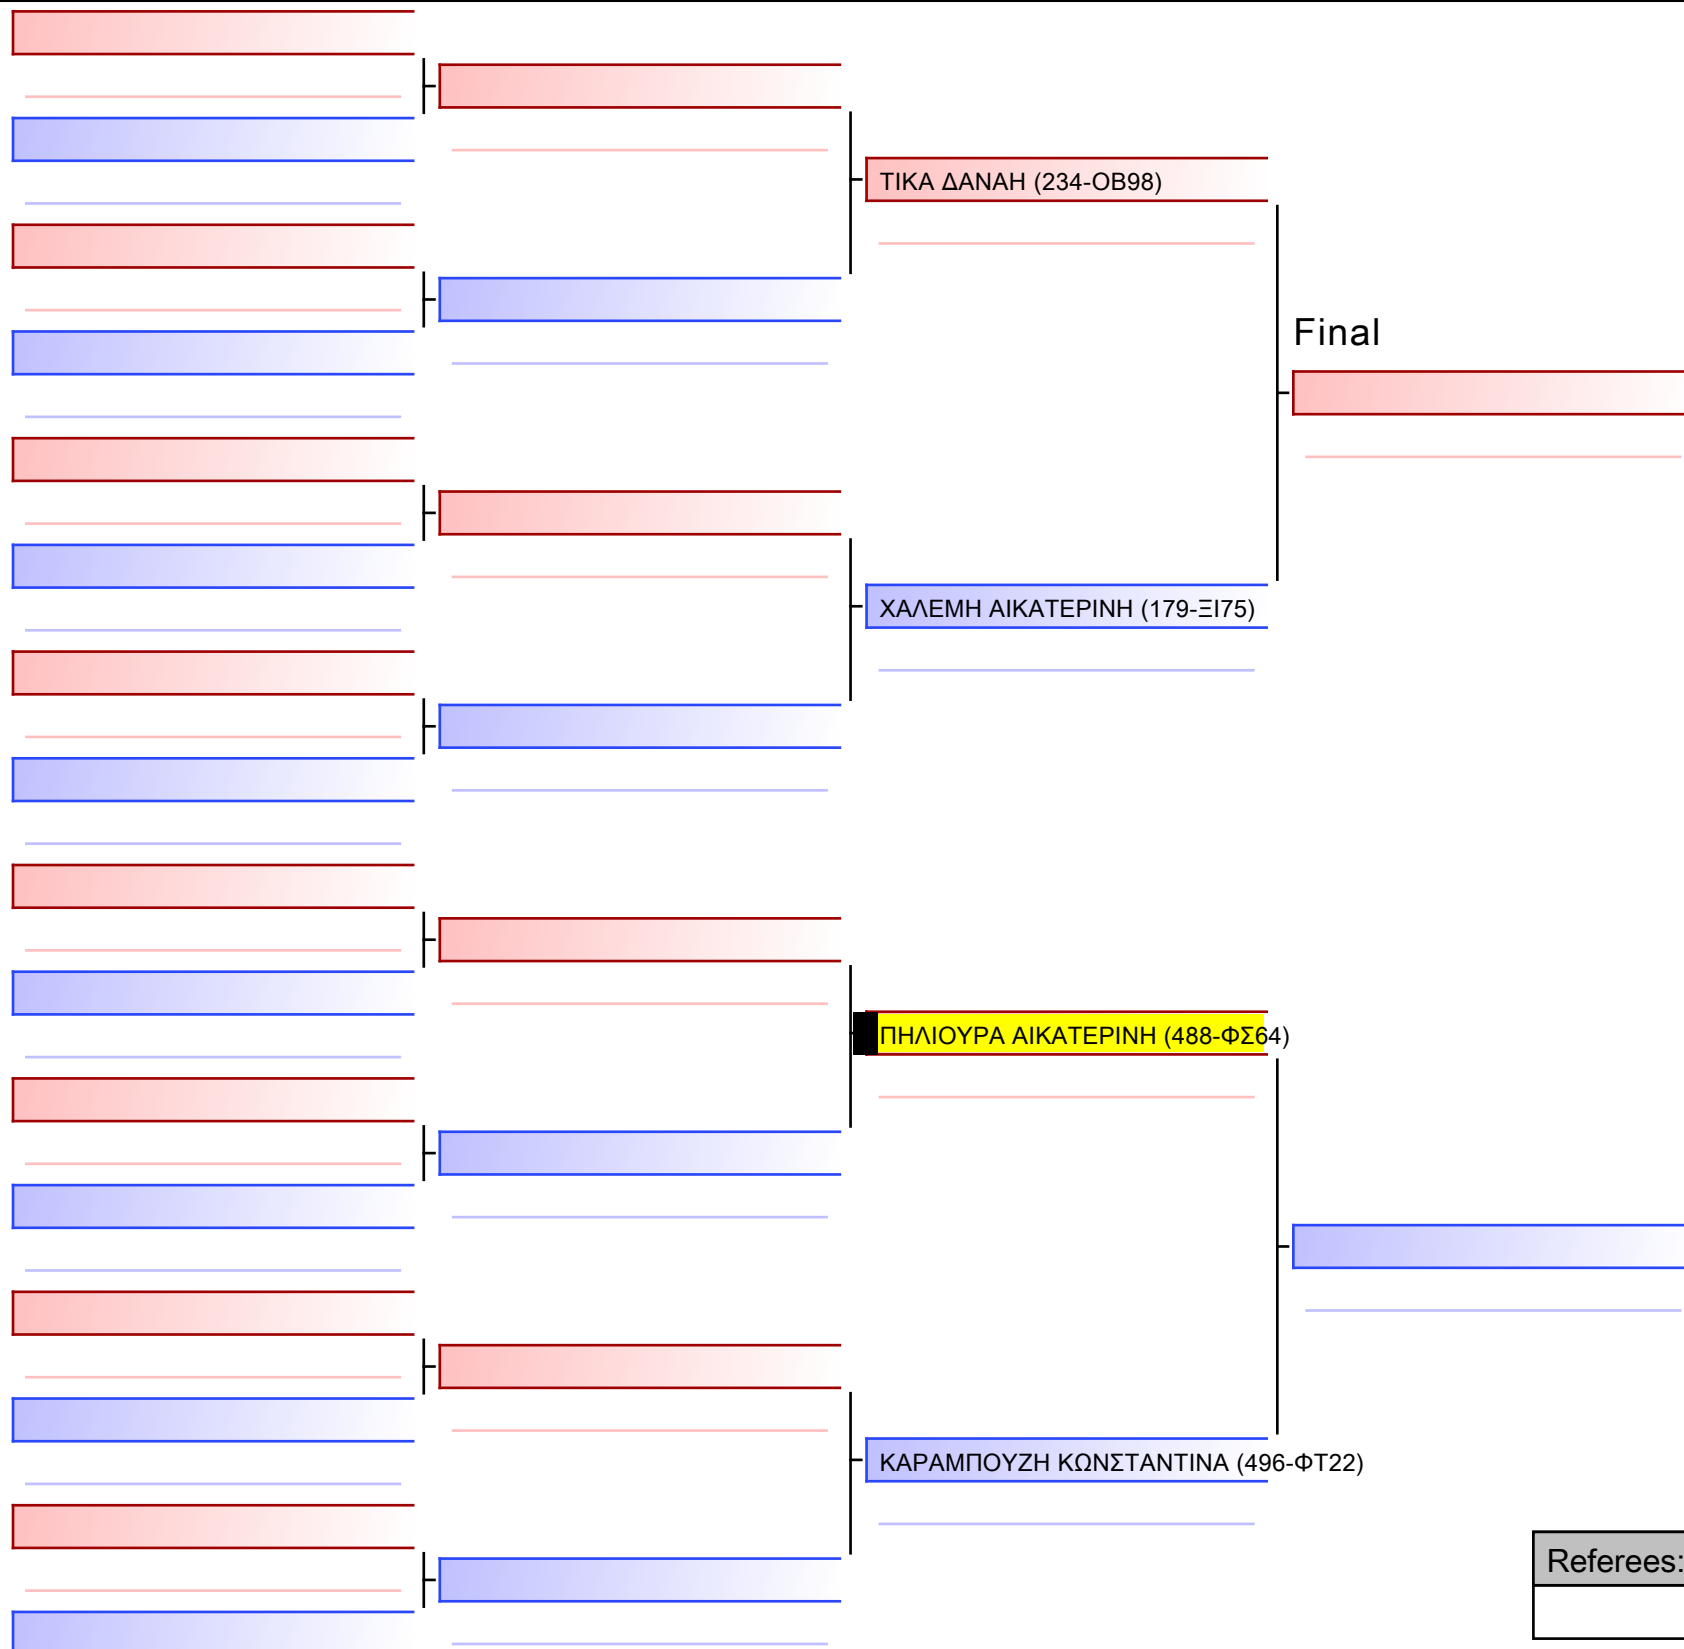 ΤΙΚΑ ΔΑΝΑΗ (234-ΟΒ98)
Final
ΧΑΛΕΜΗ ΑΙΚΑΤΕΡΙΝΗ (179-ΞΙ75)
ΠΗΛΙΟΥΡΑ ΑΙΚΑΤΕΡΙΝΗ (488-ΦΣ64)
ΚΑΡΑΜΠΟΥΖΗ ΚΩΝΣΤΑΝΤΙΝΑ (496-ΦΤ22)
Referees: